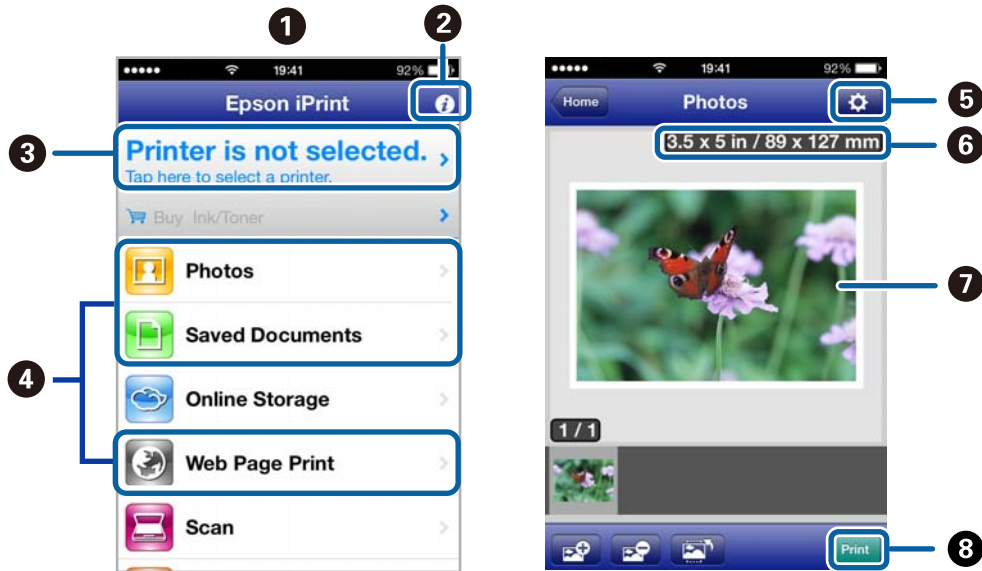 1
2
19:41
92%
Epson iPrint
i
3
Printer is not selected.
Tap here to select a printer.
Buy Ink/Toner
Photos
Saved Documents
4
Online Storage
Web Page Print
Scan
19:41
92%
Home
Photos
5
3.5 x 5 in / 89 x 127 mm
6
7
1 / 1
Print
8